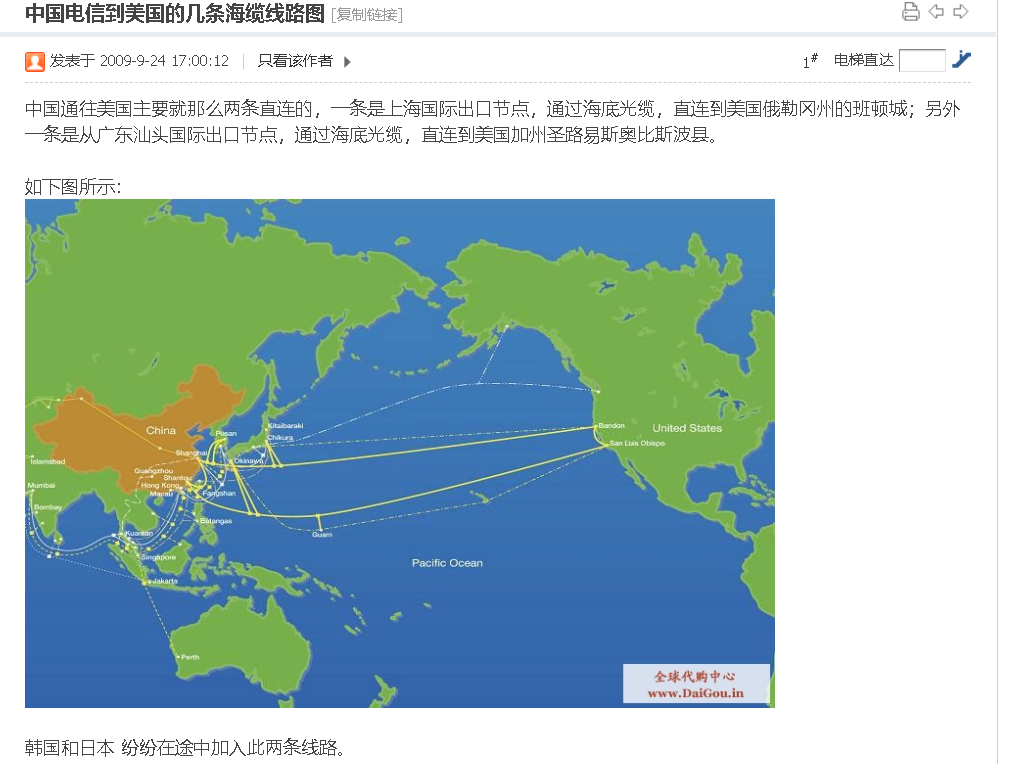 中国电信到美国的几条海缆线路图 [复制链接]
发表于 2009-9-24 17:00:12 | 只看该作者
1# 电梯直达
中国通往美国主要就那么两条直连的，一条是上海国际出口节点，通过海底光缆，直连到美国俄勒冈州的班顿城；另外
一条是从广东汕头国际出口节点，通过海底光缆，直连到美国加州圣路易斯奥比斯波县。
如下图所示：
China
Pusan
Kitaibaraki
Chikura
Shanghai
Okinawa
Islamabad
Guangzhou
Shantou
Hong Kong
Macau
Fangshan
Mumbai
Bombay
Batangas
Kuantan
Guam
Singapore
Jakarta
Perth
Bandon
United States
San Luis Obispo
Pacific Ocean
全球代购中心
www.DaiGou.in
韩国和日本 纷纷在途中加入此两条线路。